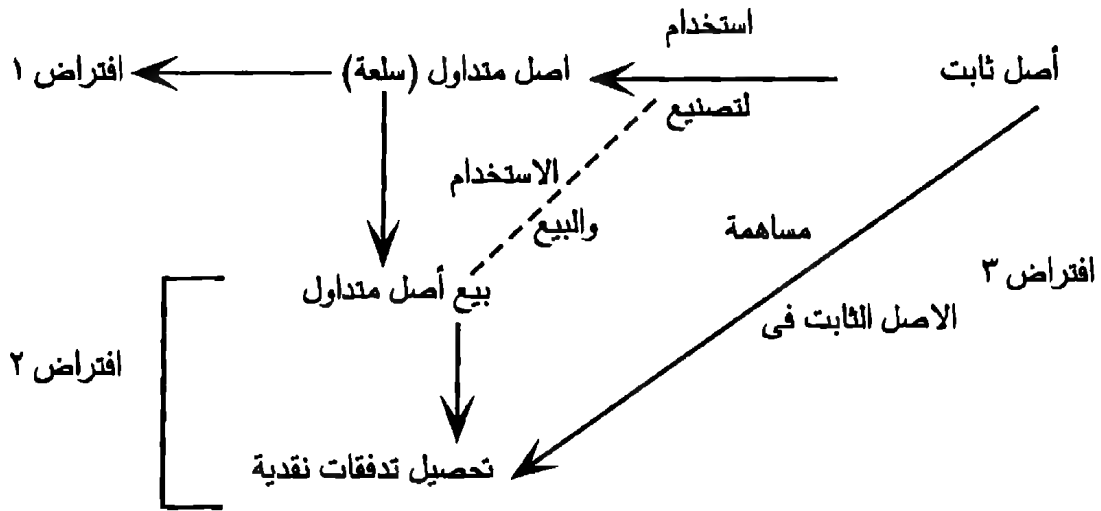 استخدام
أصل ثابت
اصل متداول (سلعة)
افتراض ١
لتصنيع
الاستخدام
والبيع
مساهمة
افتراض ٣
بيع أصل متداول
الاصل الثابت فى
افتراض ٢
تحصيل تدفقات نقدية